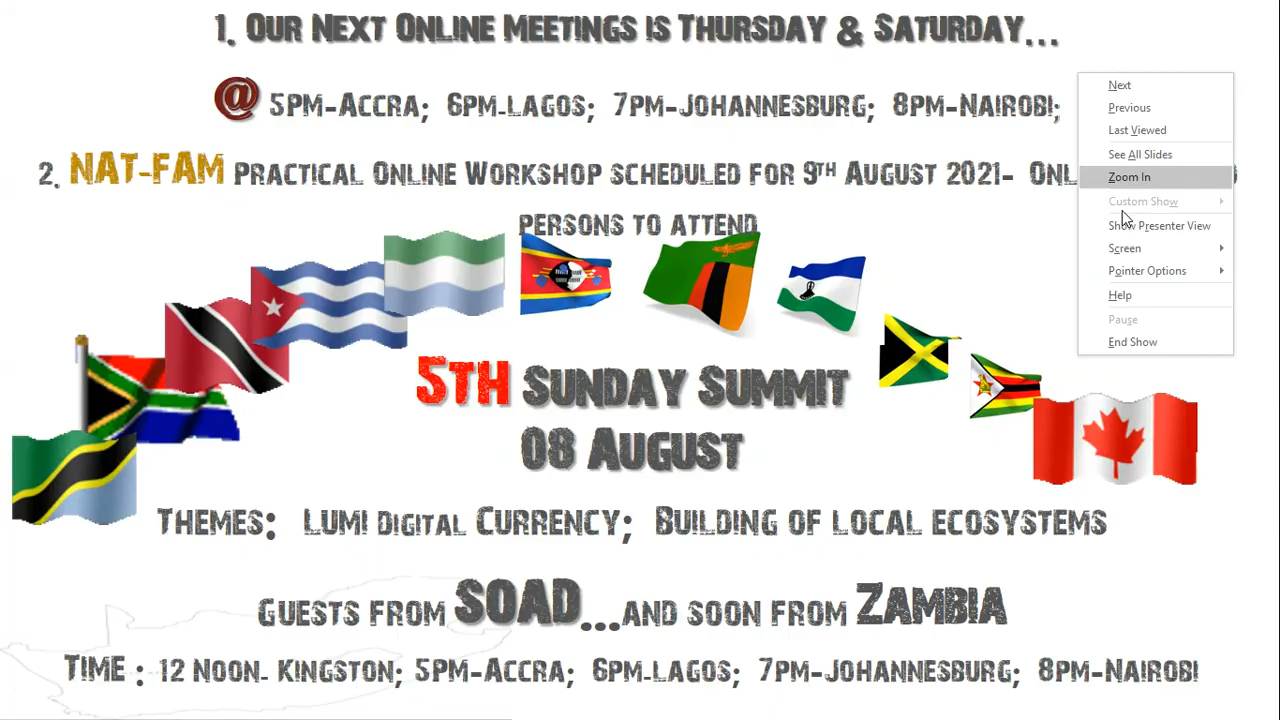 1. Our Next Online Meetings is Thursday & Saturday...
@ 5PM-Accra; 6PM-Lagos; 7PM-Johannesburg; 8PM-Nairobi;
2. NAT-FAM Practical Online Workshop scheduled for 9th August 2021-
persons to attend
5TH Sunday Summit
08 August
Themes: Lumi Digital Currency; Building of local ecosystems
Guests from SOAD...and soon from Zambia
Time : 12 Noon- Kingston; 5PM-Accra; 6PM-Lagos; 7PM-Johannesburg; 8PM-Nairobi
Next
Previous
Last Viewed
See All Slides
Zoom In
Custom Show
Show Presenter View
Screen
Pointer Options
Help
Pause
End Show